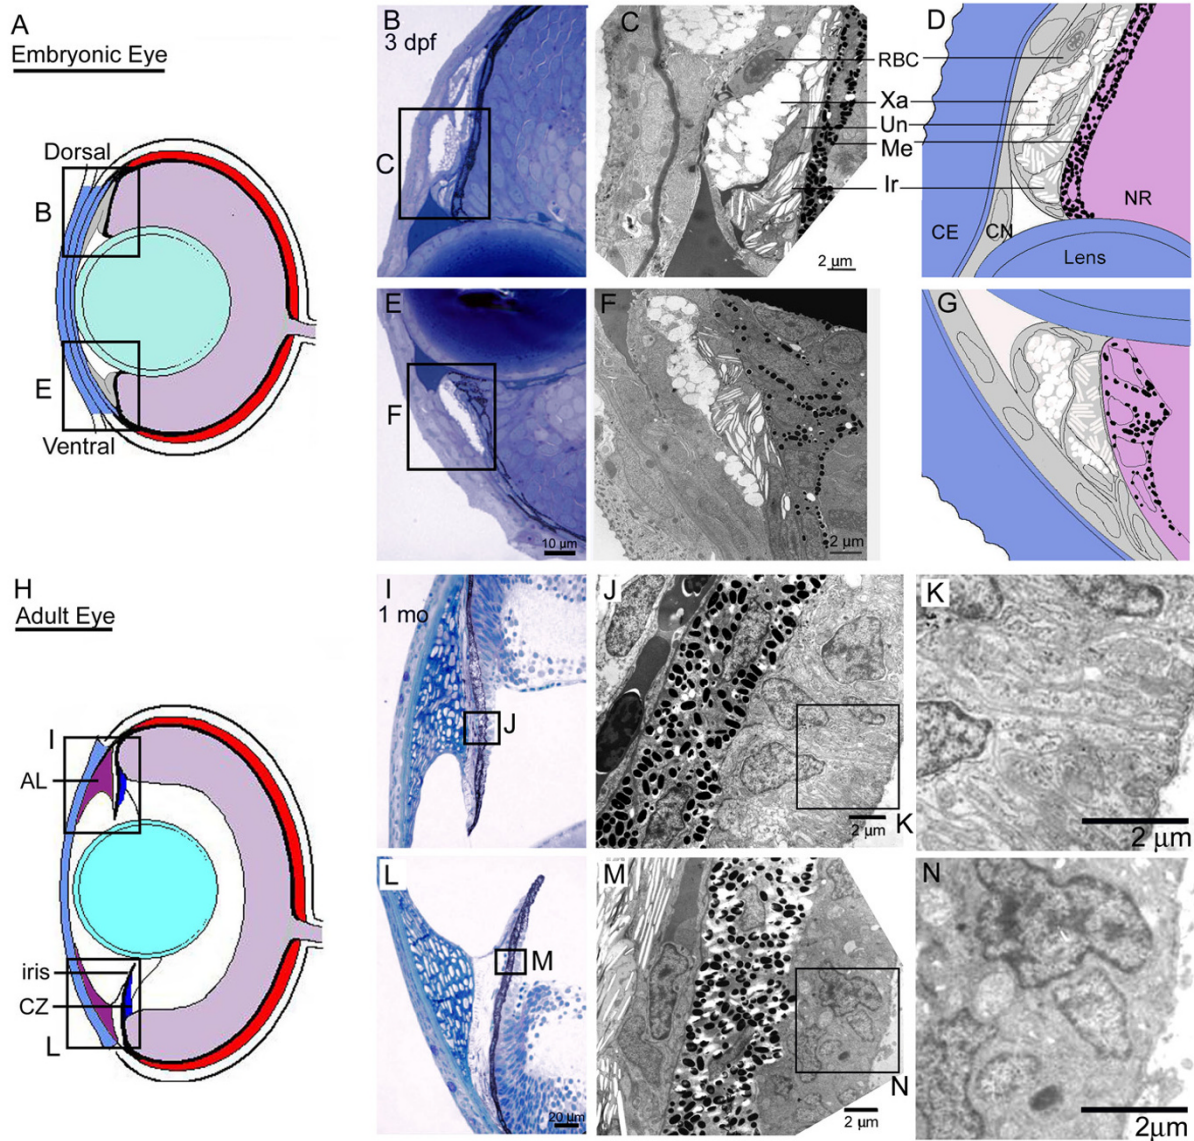 A
Embryonic Eye
Dorsal
B
E
Ventral
B
3 dpf
C
C
2 µm
RBC
Xa
Un
Me
Ir
D
CE
CN
NR
Lens
E
F
10 µm
F
2 µm
G
H
Adult Eye
I
AL
iris
CZ
L
I
1 mo
J
J
2 µm
K
K
2 µm
L
M
20 µm
M
2 µm
N
N
2µm